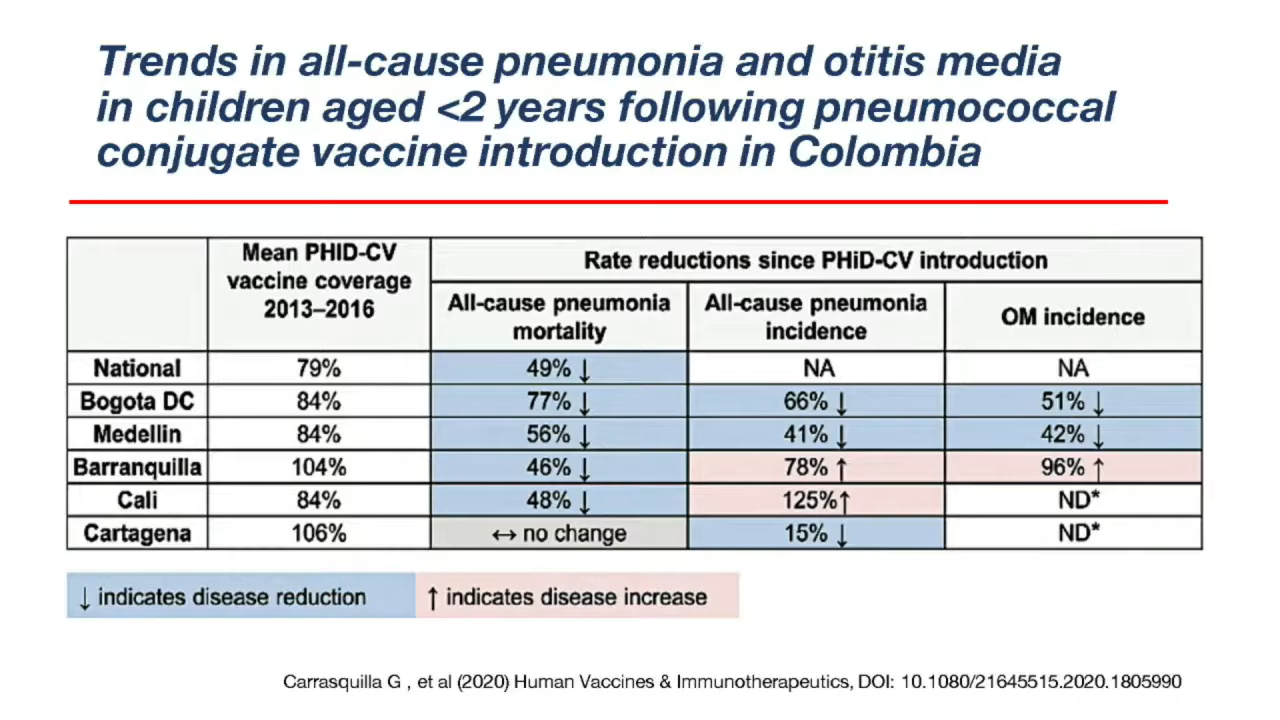 Trends in all-cause pneumonia and otitis media
in children aged <2 years following pneumococcal
conjugate vaccine introduction in Colombia
Mean PHID-CV
vaccine coverage
2013–2016
Rate reductions since PHiD-CV introduction
All-cause pneumonia
mortality
All-cause pneumonia
incidence
OM incidence
National 79% 49% ↓ NA NA
Bogota DC 84% 77% ↓ 66% ↓ 51% ↓
Medellin 84% 56% ↓ 41% ↓ 42% ↓
Barranquilla 104% 46% ↓ 78% ↑ 96% ↑
Cali 84% 48% ↓ 125%↑ ND*
Cartagena 106% ↔ no change 15% ↓ ND*
↓ indicates disease reduction ↑ indicates disease increase
Carrasquilla G , et al (2020) Human Vaccines & Immunotherapeutics, DOI: 10.1080/21645515.2020.1805990